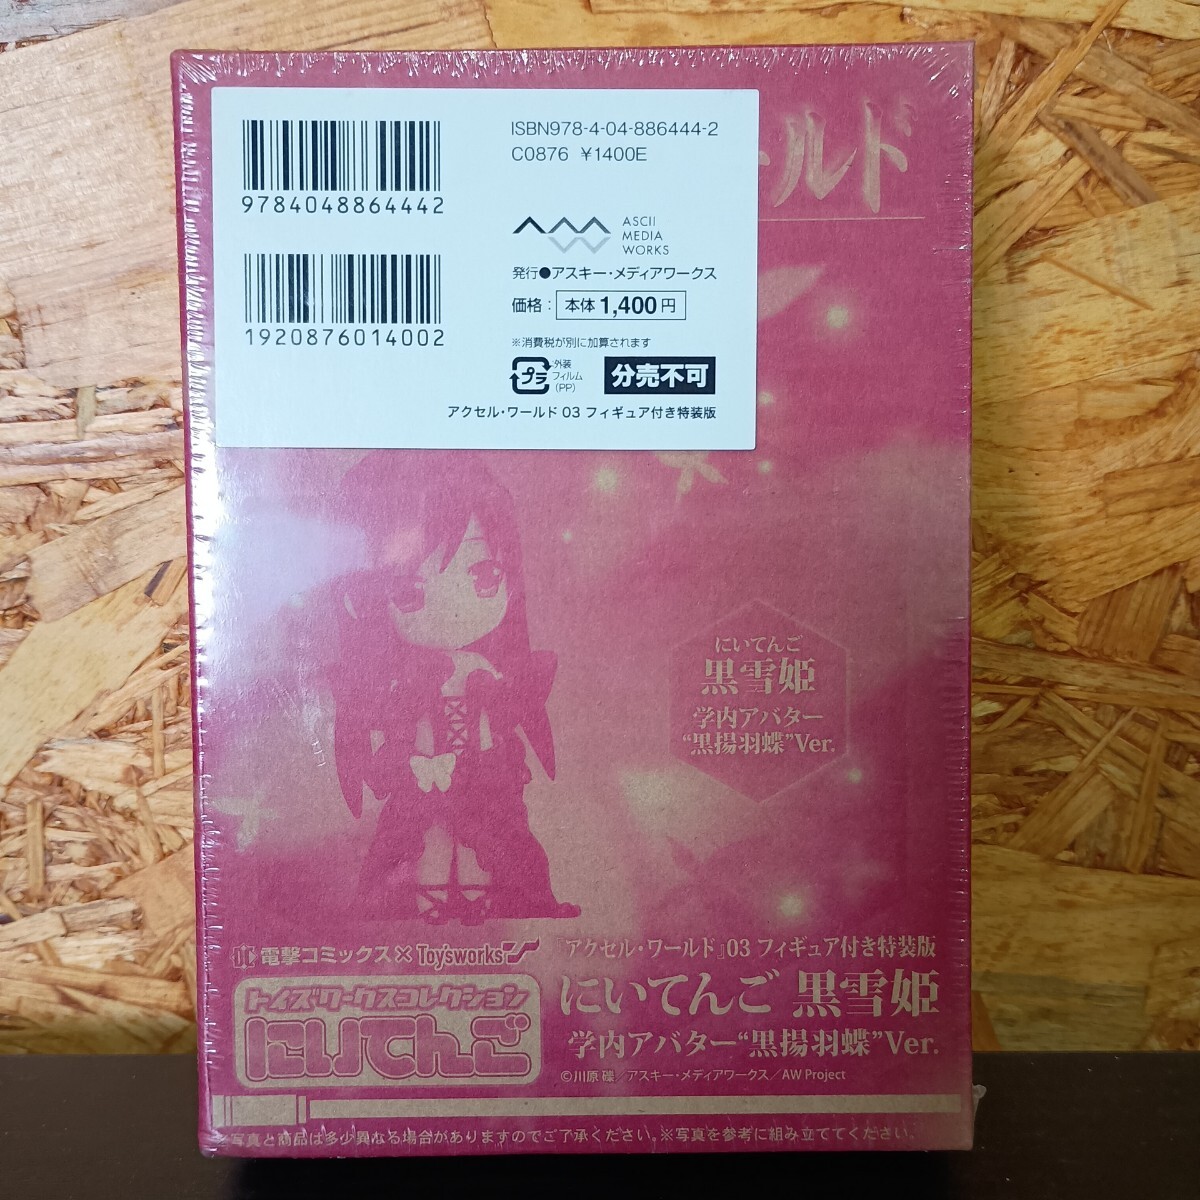 ISBN978-4-04-886444-2
C0876 ¥1400E
9784048864442
ASCII
MEDIA
WORKS
発行●アスキー・メディアワークス
価格： 本体1,400円
※消費税が別に加算されます
1920876014002
プラ
外装
フィルム
(PP)
分売不可
アクセル・ワールド 03 フィギュア付き特装版
ールド
にいてんご
黒雪姫
学内アバター
“黒揚羽蝶”Ver.
電撃コミックス×Toysworks
『アクセル・ワールド』03 フィギュア付き特装版
トイズワークスコレクション
にいてんご
にいてんご 黒雪姫
学内アバター“黒揚羽蝶”Ver.
©川原 礫／アスキー・メディアワークス／AW Project
※写真と商品は多少異なる場合がありますのでご了承ください。※写真を参考に組み立ててください。